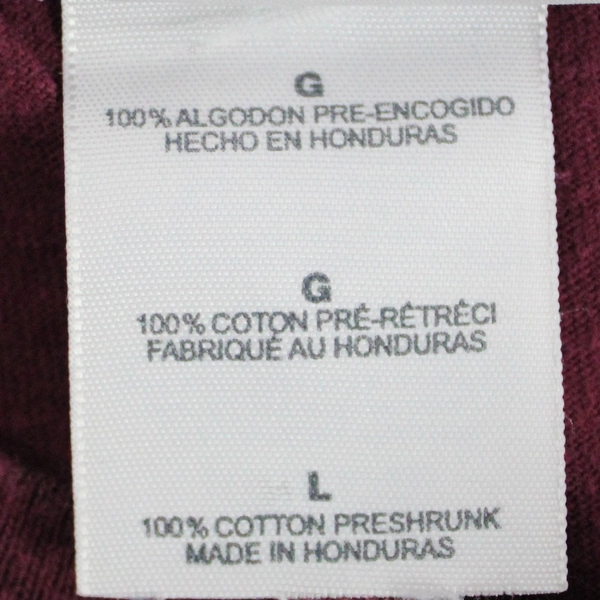 G
100% ALGODON PRE-ENCOGIDO
HECHO EN HONDURAS
G
100% COTON PRÉ-RÉTRÉCI
FABRIQUÉ AU HONDURAS
L
100% COTTON PRESHRUNK
MADE IN HONDURAS